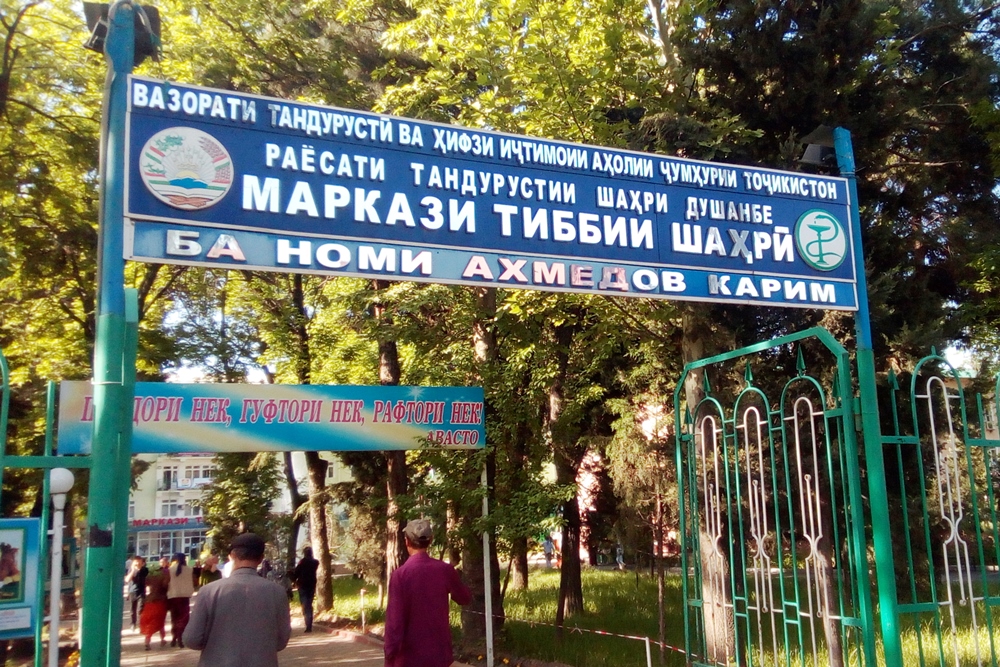 ВАЗОРАТИ ТАНДУРУСТӢ ВА ҲИФЗИ ИҶТИМОИИ АҲОЛИИ ҶУМҲУРИИ ТОҶИКИСТОН
РАЁСАТИ ТАНДУРУСТИИ ШАҲРИ ДУШАНБЕ
МАРКАЗИ ТИББИИ ШАҲРӢ
БА НОМИ АХМЕДОВ КАРИМ
НЕК, ГУФТОРИ НЕК, РАФТОРИ НЕК!
АВАСТО
МАРКАЗИ